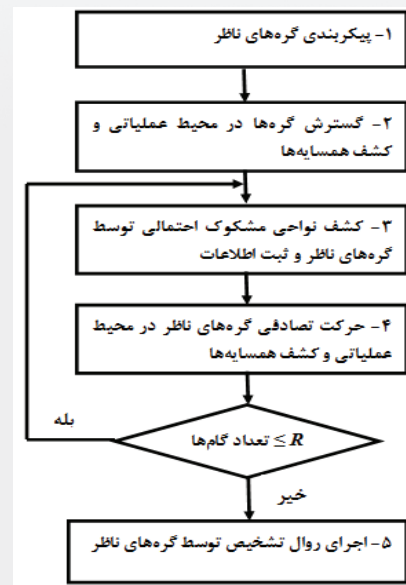 ۱- پیکربندی گره‌های ناظر
۲- گسترش گره‌ها در محیط عملیاتی و
کشف همسایه‌ها
۳- کشف نواحی مشکوک احتمالی توسط
گره‌های ناظر و ثبت اطلاعات
۴- حرکت تصادفی گره‌های ناظر در محیط
عملیاتی و کشف همسایه‌ها
بله
تعداد گام‌ها ≥ R
خیر
۵- اجرای روال تشخیص توسط گره‌های ناظر